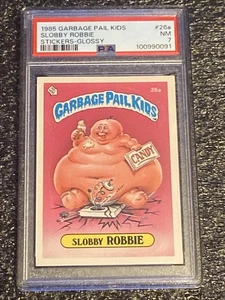 1985 GARBAGE PAIL KIDS #26a
SLOBBY ROBBIE NM
STICKERS-GLOSSY 7
PSA 100990091
26a
GARBAGE PAIL KIDS
CANDY
SLOBBY ROBBIE